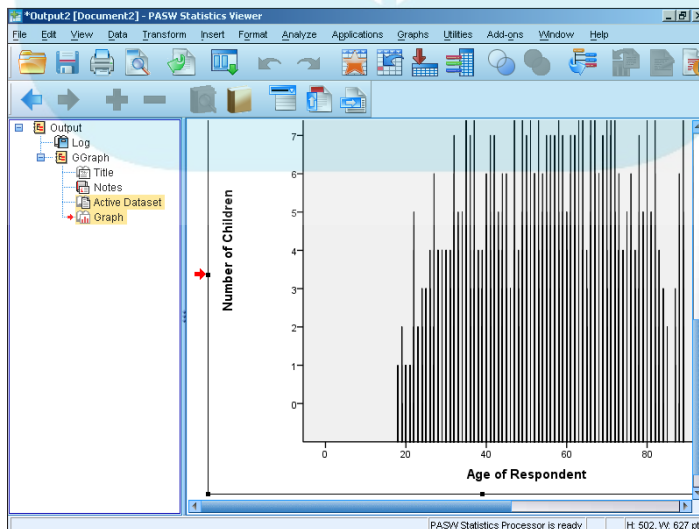 *Output2 [Document2] - PASW Statistics Viewer
File Edit View Data Transform Insert Format Analyze Applications Graphs Utilities Add-ons Window Help
Output
Log
GGraph
Title
Notes
Active Dataset
Graph
Number of Children
7
6
5
4
3
2
1
0
0 20 40 60 80
Age of Respondent
PASW Statistics Processor is ready
H: 502, W: 627 pt